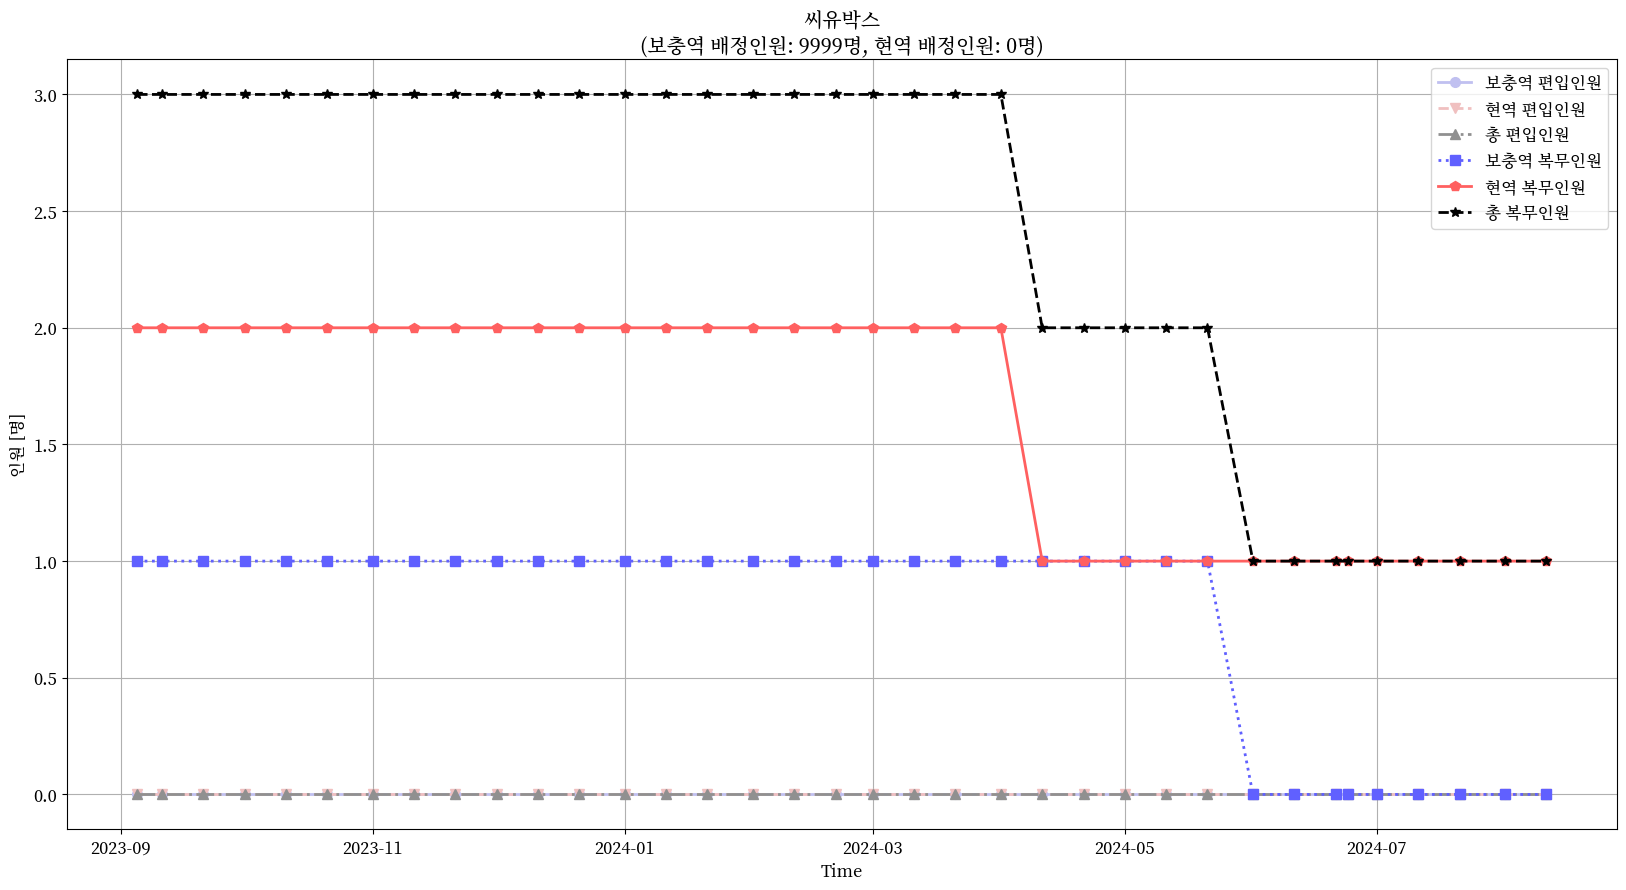 씨유박스
(보충역 배정인원: 9999명, 현역 배정인원: 0명)
보충역 편입인원
현역 편입인원
총 편입인원
보충역 복무인원
현역 복무인원
총 복무인원
인원 [명]
3.0
2.5
2.0
1.5
1.0
0.5
0.0
2023-09
2023-11
2024-01
2024-03
2024-05
2024-07
Time